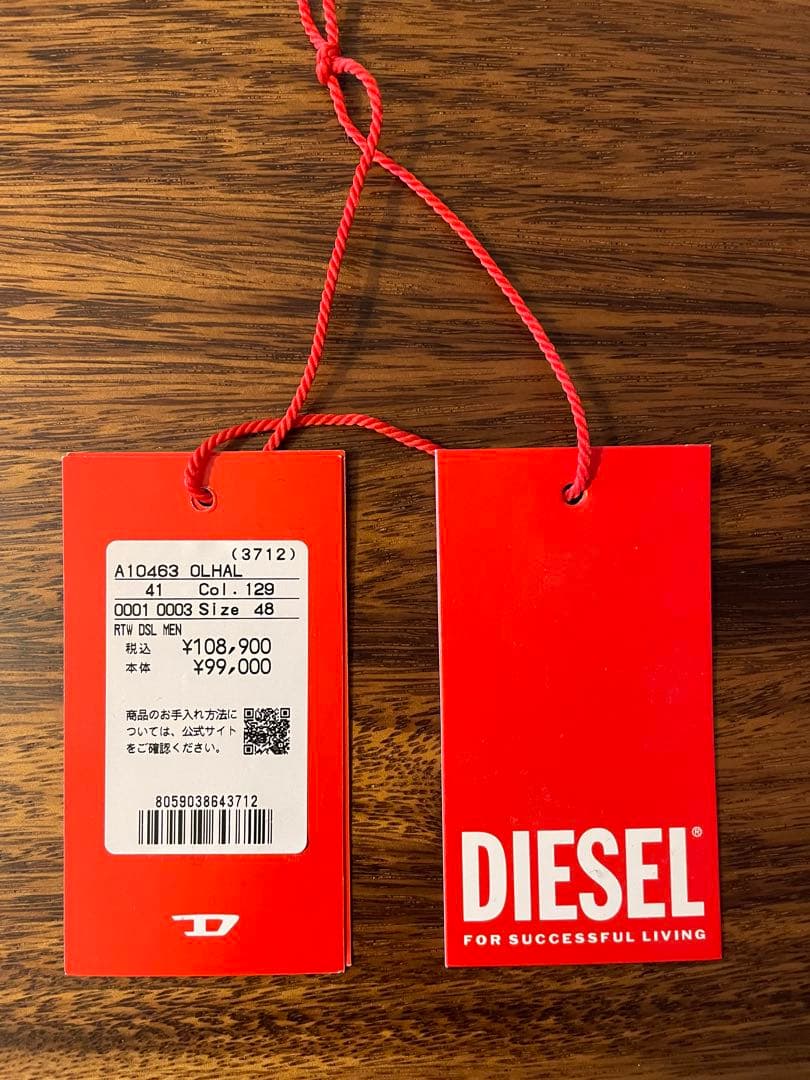 (3712)
A10463 OLHAL
41 Col.129
0001 0003 Size 48
RTW DSL MEN
税込 ¥108,900
本体 ¥99,000
商品のお手入れ方法に
ついては、公式サイト
をご確認ください。
8059038643712
D
DIESEL®
FOR SUCCESSFUL LIVING